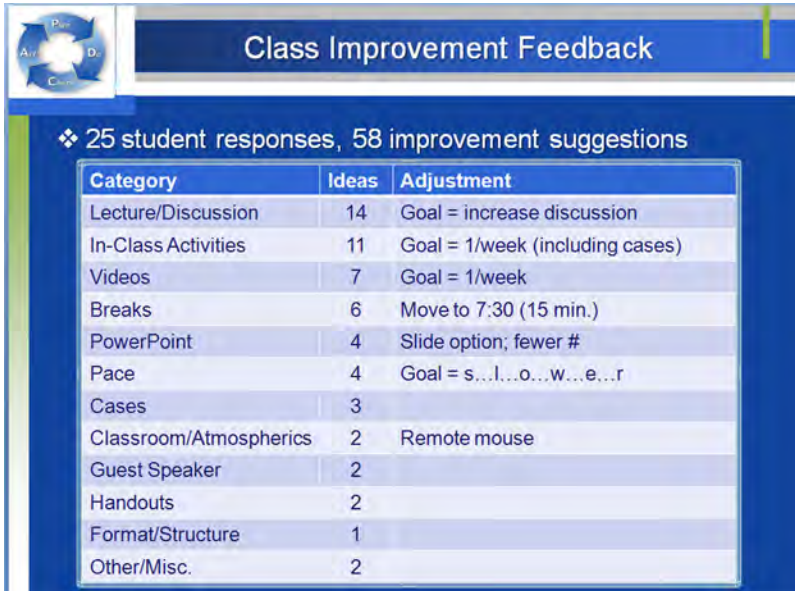 Plan
Do
Check
Act
Class Improvement Feedback
❖ 25 student responses, 58 improvement suggestions
Category Ideas Adjustment
Lecture/Discussion 14 Goal = increase discussion
In-Class Activities 11 Goal = 1/week (including cases)
Videos 7 Goal = 1/week
Breaks 6 Move to 7:30 (15 min.)
PowerPoint 4 Slide option; fewer #
Pace 4 Goal = s…l…o…w…e…r
Cases 3
Classroom/Atmospherics 2 Remote mouse
Guest Speaker 2
Handouts 2
Format/Structure 1
Other/Misc. 2